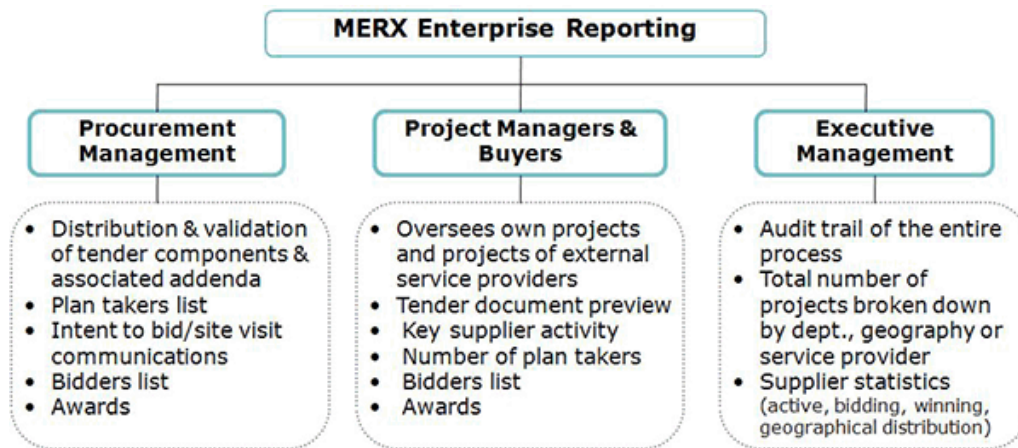 MERX Enterprise Reporting
Procurement
Management
• Distribution & validation
of tender components &
associated addenda
• Plan takers list
• Intent to bid/site visit
communications
• Bidders list
• Awards
Project Managers &
Buyers
• Oversees own projects
and projects of external
service providers
• Tender document preview
• Key supplier activity
• Number of plan takers
• Bidders list
• Awards
Executive
Management
• Audit trail of the entire
process
• Total number of
projects broken down
by dept., geography or
service provider
• Supplier statistics
(active, bidding, winning,
geographical distribution)